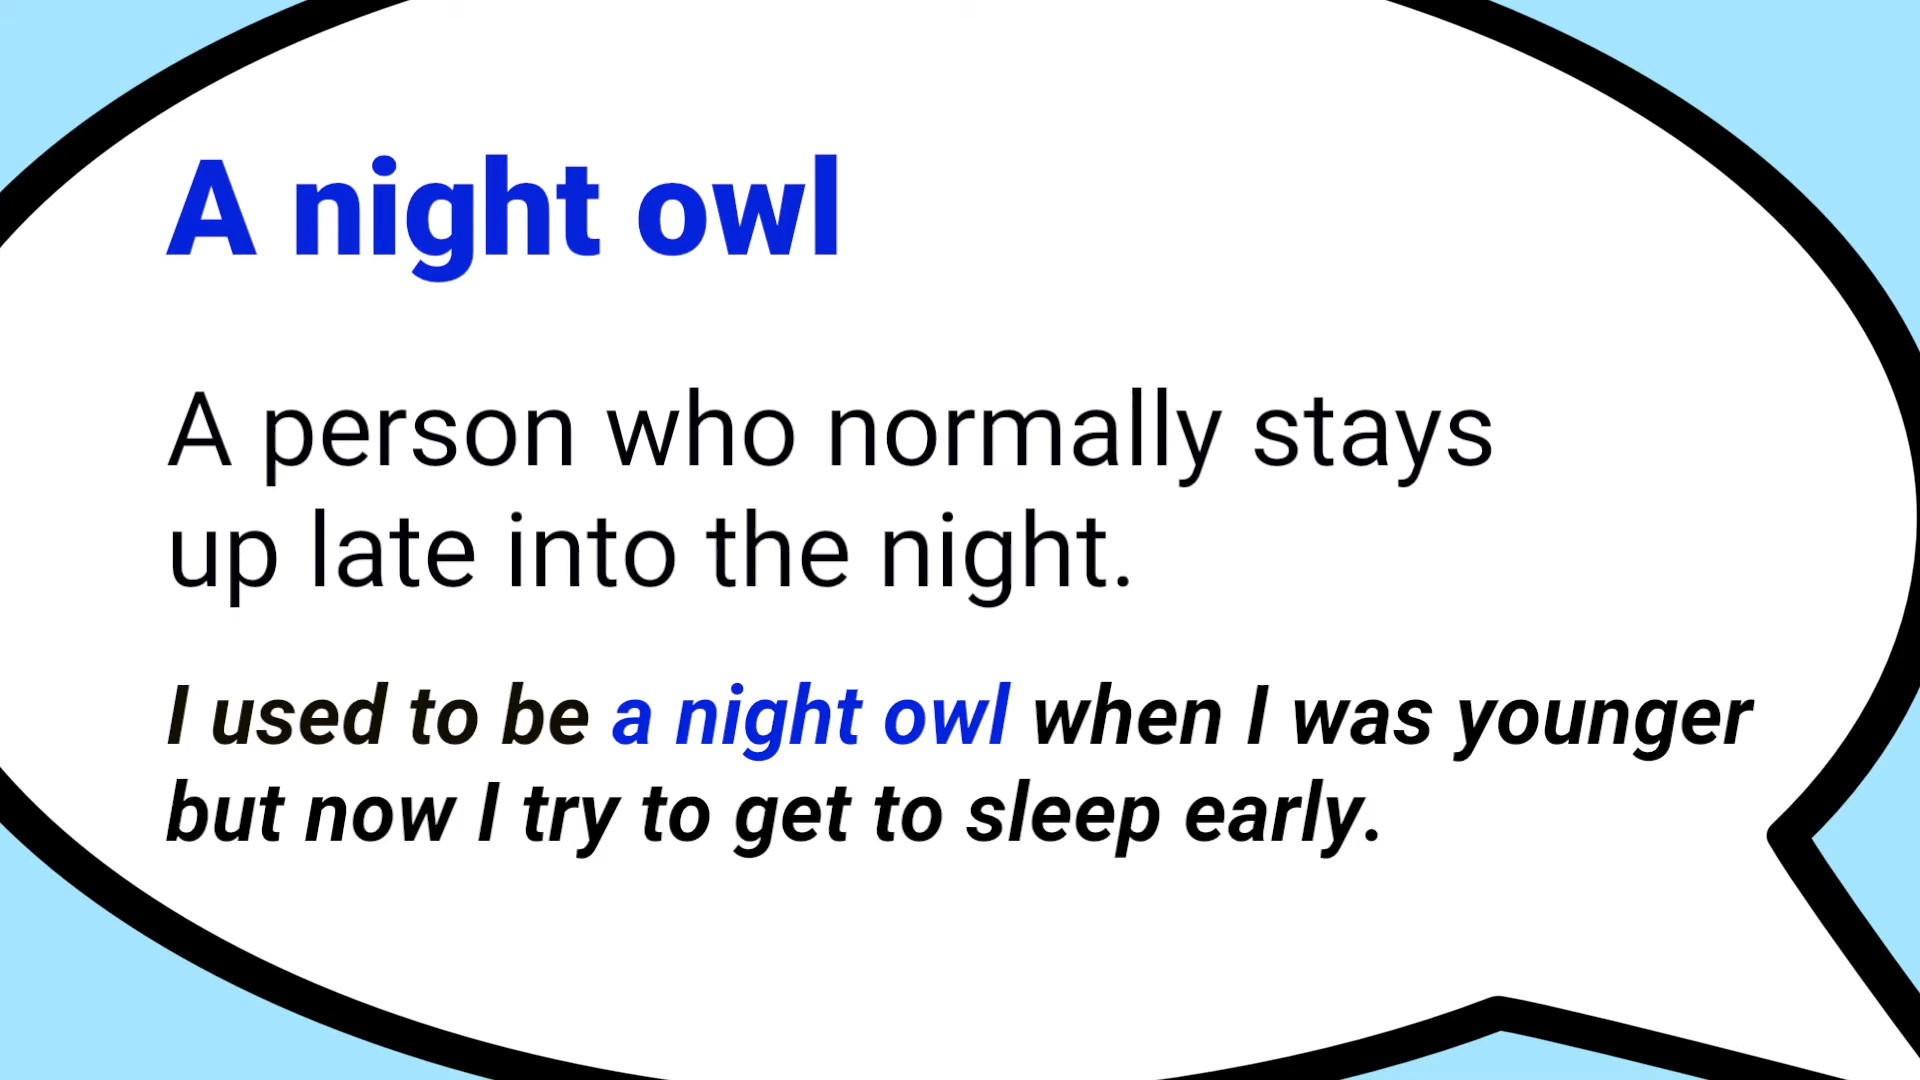 A night owl
A person who normally stays
up late into the night.
I used to be a night owl when I was younger
but now I try to get to sleep early.